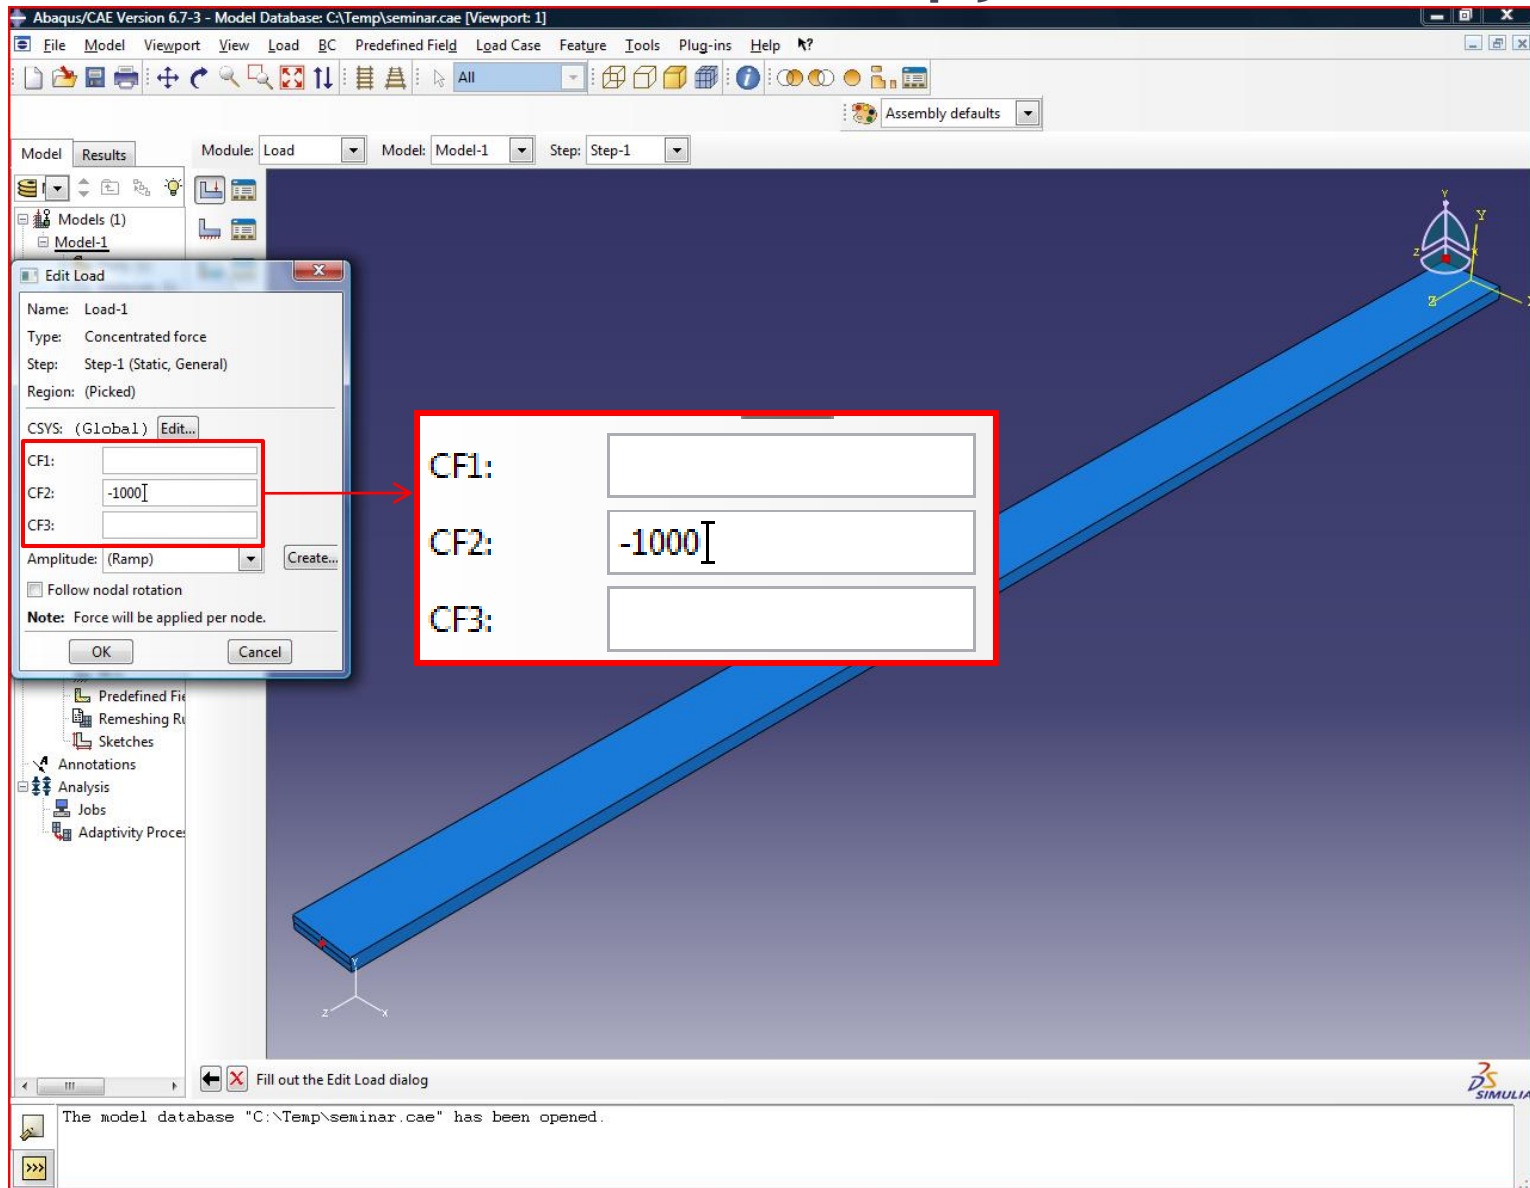 Abaqus/CAE Version 6.7-3 - Model Database: C:\Temp\seminar.cae [Viewport: 1]
File Model Viewport View Load BC Predefined Field Load Case Feature Tools Plug-ins Help
All
Assembly defaults
Model Results Module: Load Model: Model-1 Step: Step-1
Models (1)
Model-1
Edit Load
Name: Load-1
Type: Concentrated force
Step: Step-1 (Static, General)
Region: (Picked)
CSYS: (Global) Edit...
CF1:
CF2: -1000
CF3:
Amplitude: (Ramp) Create...
Follow nodal rotation
Note: Force will be applied per node.
OK Cancel
CF1:
CF2: -1000
CF3:
Predefined Fie
Remeshing Ru
Sketches
Annotations
Analysis
Jobs
Adaptivity Proce
Y
Y
Z
Z
Y
Z X
Fill out the Edit Load dialog
SIMULIA
The model database "C:\Temp\seminar.cae" has been opened.
>>>